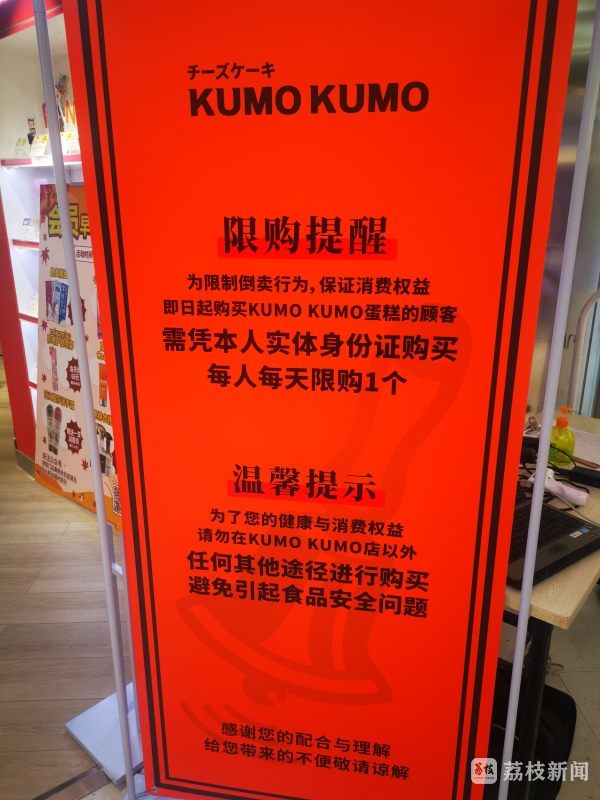 チーズケーキ
KUMO KUMO
限购提醒
为限制倒卖行为,保证消费权益
即日起购买KUMO KUMO蛋糕的顾客
需凭本人实体身份证购买
每人每天限购1个
温馨提示
为了您的健康与消费权益
请勿在KUMO KUMO店以外
任何其他途径进行购买
避免引起食品安全问题
感谢您的配合与理解
给您带来的不便敬请谅解
会员早
荔枝
荔枝新闻